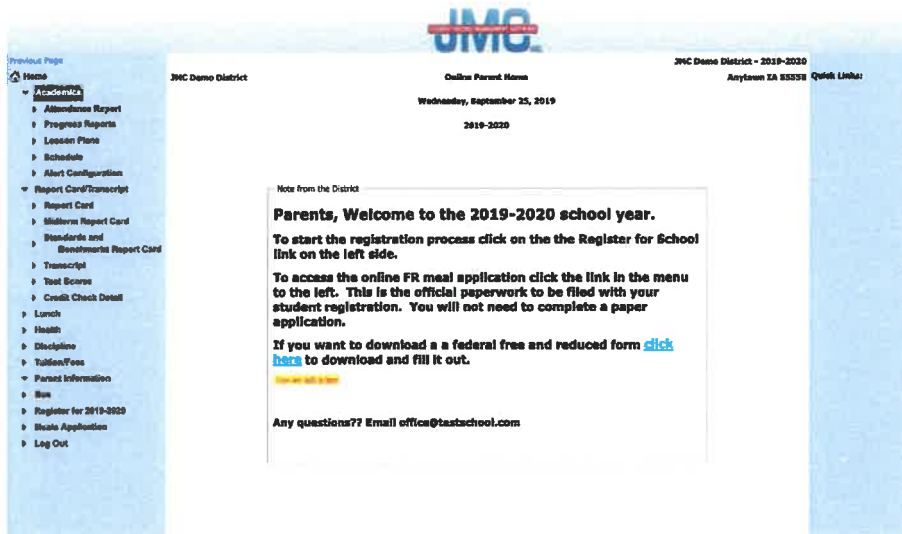 JMC
Previous Page
JMC Demo District - 2019-2020
Home
JMC Demo District
Online Parent Home
Anytown IA 55555
Quick Links:
Wednesday, September 25, 2019
2019-2020
Academics
Attendance Report
Progress Reports
Lesson Plans
Schedule
Alert Configuration
Report Card/Transcript
Report Card
Midterm Report Card
Standards and
Benchmarks Report Card
Transcript
Test Scores
Credit Check Detail
Lunch
Health
Discipline
Tuition/Fees
Parent Information
Bus
Register for 2019-2020
Meals Application
Log Out
Note from the District
Parents, Welcome to the 2019-2020 school year.
To start the registration process click on the the Register for School
link on the left side.
To access the online FR meal application click the link in the menu
to the left. This is the official paperwork to be filed with your
student registration. You will not need to complete a paper
application.
If you want to download a a federal free and reduced form click
here to download and fill it out.
Any questions?? Email office@testschool.com